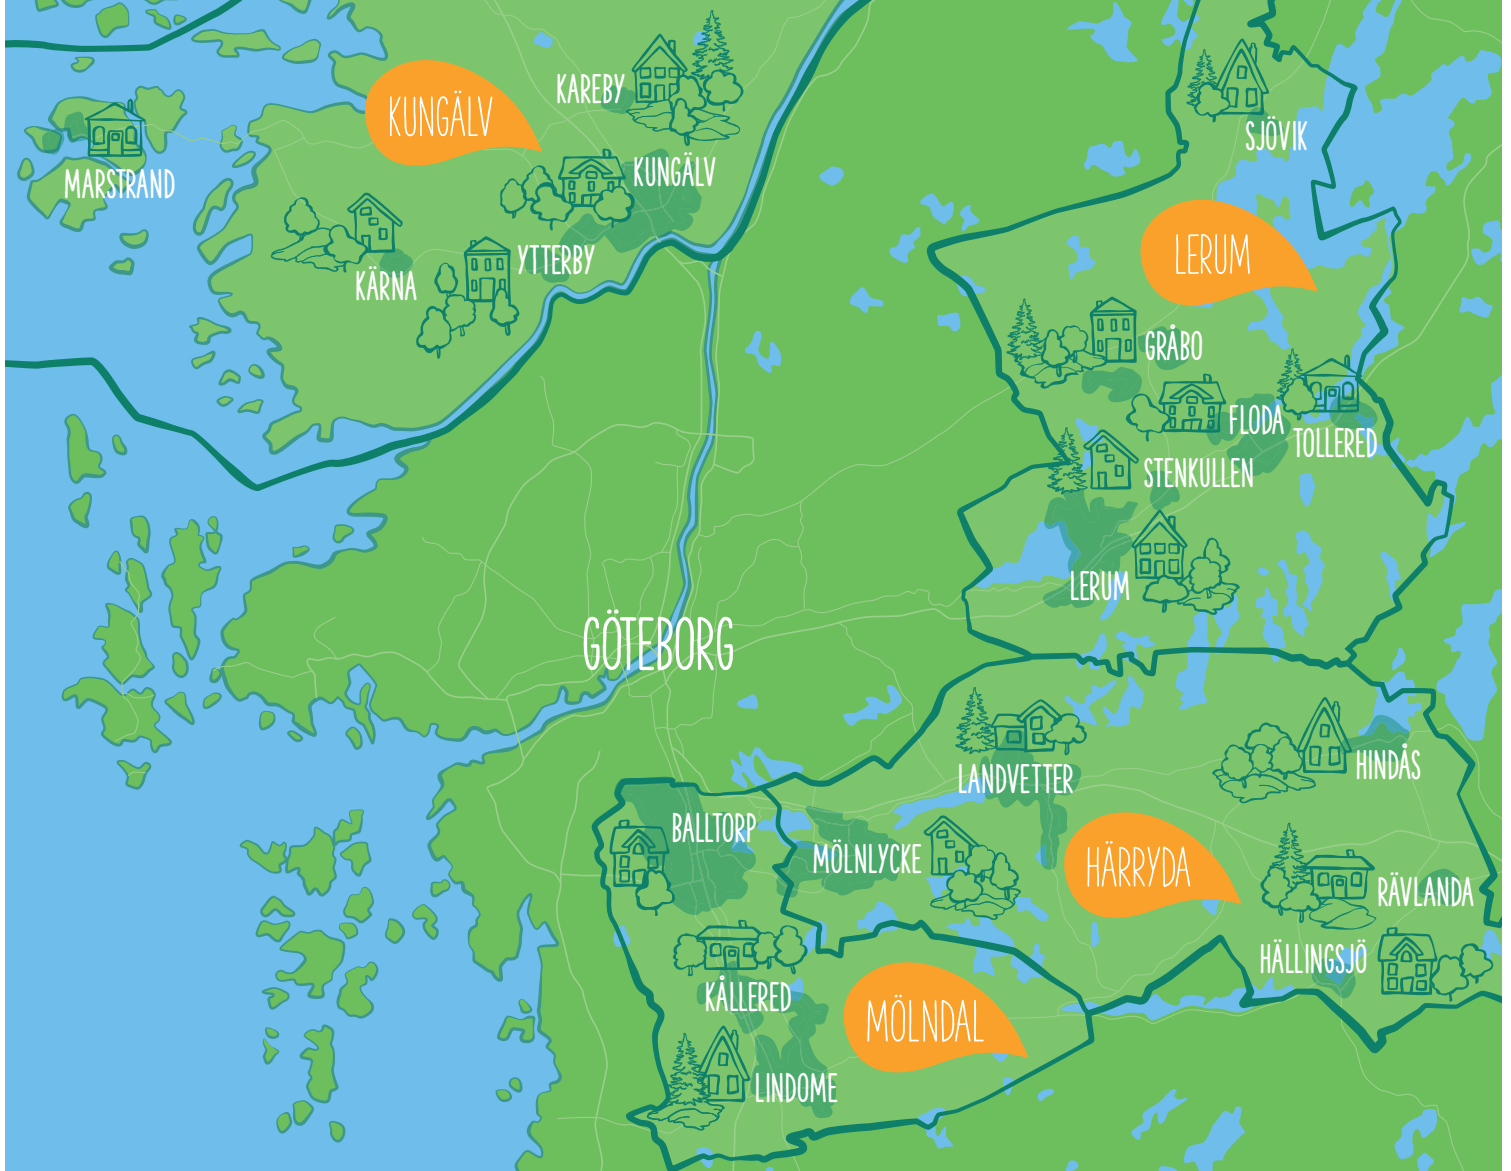 KAREBY
KUNGÄLV
SJÖVIK
MARSTRAND
KUNGÄLV
YTTERBY
KÄRNA
LERUM
GRÅBO
FLODA
TOLLERED
STENKULLEN
LERUM
GÖTEBORG
LANDVETTER
HINDÅS
BALLTORP
MÖLNLYCKE
HÄRRYDA
RÄVLANDA
HÄLLINGSJÖ
KÅLLERED
MÖLNDAL
LINDOME